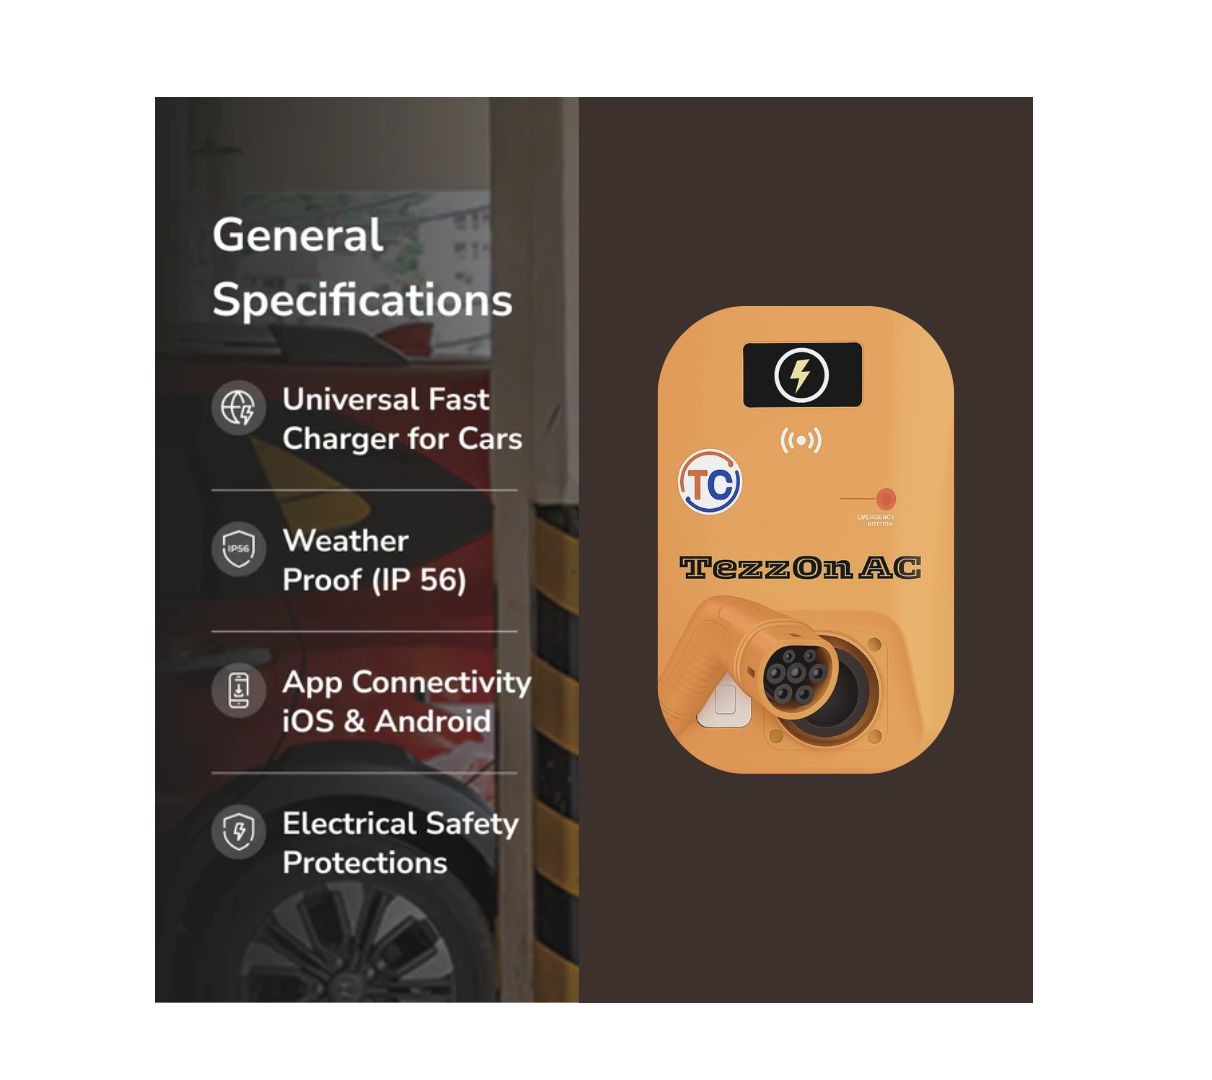 General
Specifications
Universal Fast
Charger for Cars
IP56
Weather
Proof (IP 56)
App Connectivity
iOS & Android
Electrical Safety
Protections
TC
EMERGENCY
BUTTON
TezzOn AC